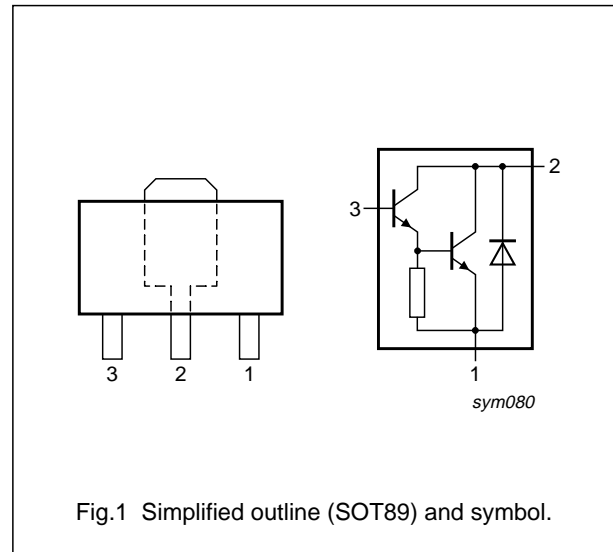 3 2 1
3
2
1
sym080
Fig.1 Simplified outline (SOT89) and symbol.